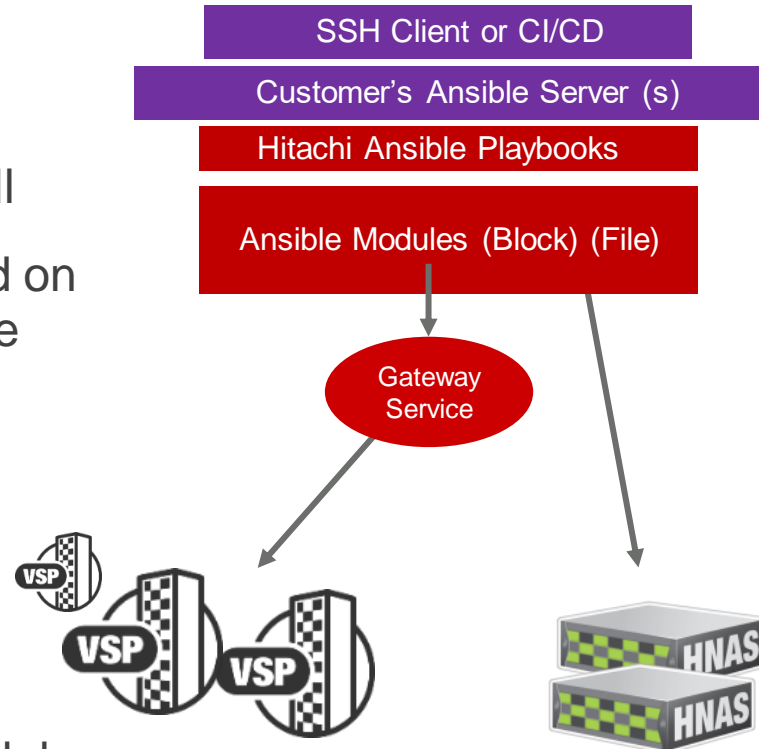 SSH Client or CI/CD
Customer's Ansible Server (s)
Hitachi Ansible Playbooks
Ansible Modules (Block) (File)
d on
Gateway
Service
VSP
VSP
VSP
HNAS
HNAS